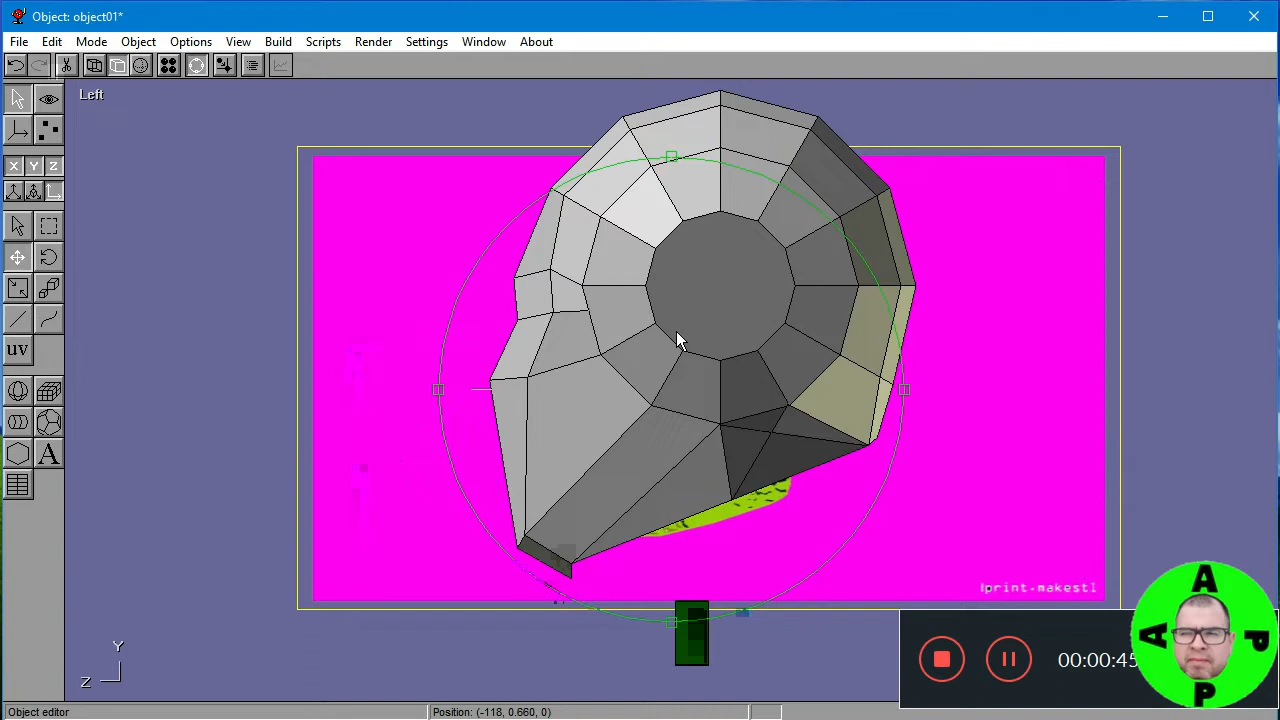 Object: object01*
File Edit Mode Object Options View Build Scripts Render Settings Window About
Left
X Y Z
uv
A
print-makestl
Y
Z
00:00:45
A
A P
P
Object editor Position: (-118, 0.660, 0)